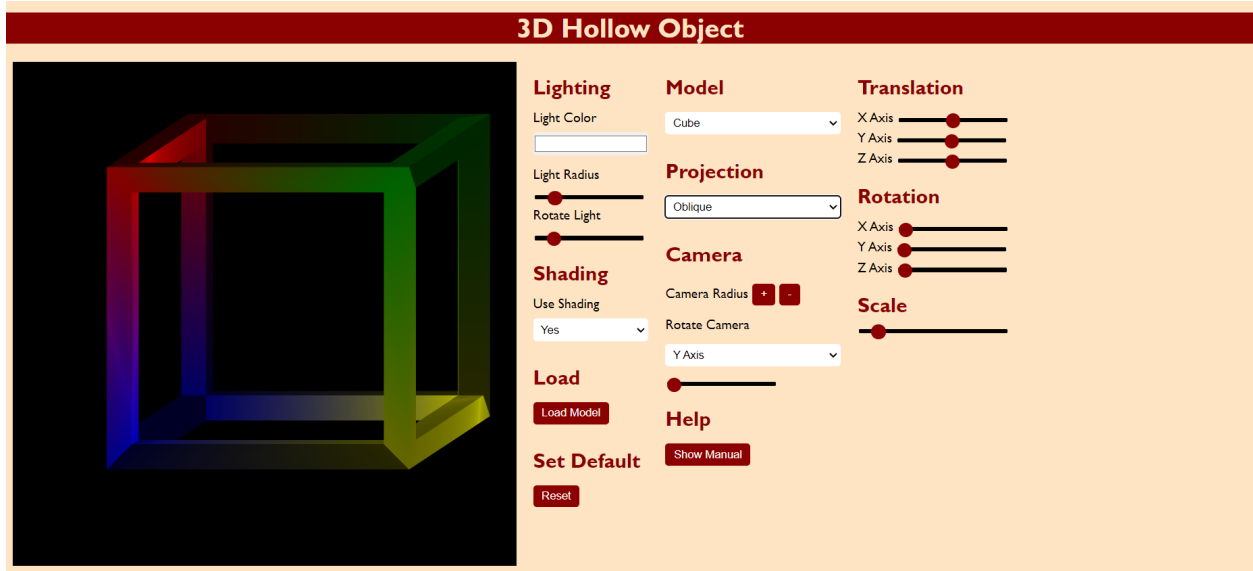 3D Hollow Object
Lighting
Light Color
Light Radius
Rotate Light
Shading
Use Shading
Yes
Load
Load Model
Set Default
Reset
Model
Cube
Projection
Oblique
Camera
Camera Radius + -
Rotate Camera
Y Axis
Help
Show Manual
Translation
X Axis
Y Axis
Z Axis
Rotation
X Axis
Y Axis
Z Axis
Scale